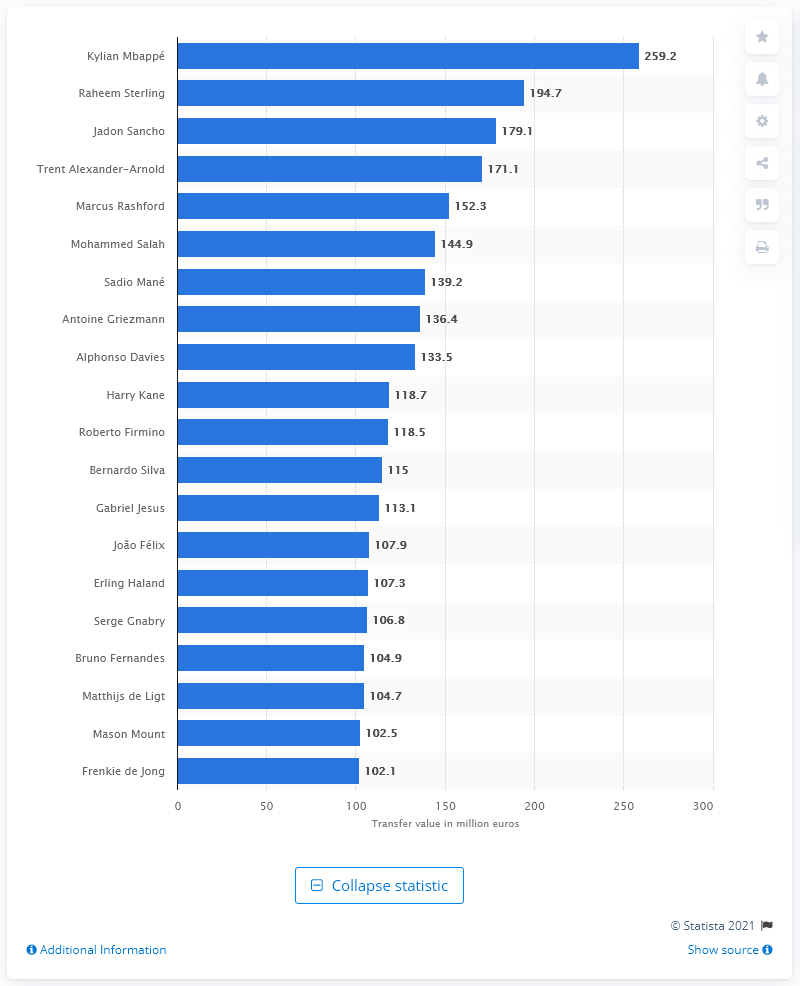 Kylian Mbappé 259.2
Raheem Sterling 194.7
Jadon Sancho 179.1
Trent Alexander-Arnold 171.1
Marcus Rashford 152.3
Mohammed Salah 144.9
Sadio Mané 139.2
Antoine Griezmann 136.4
Alphonso Davies 133.5
Harry Kane 118.7
Roberto Firmino 118.5
Bernardo Silva 115
Gabriel Jesus 113.1
João Félix 107.9
Erling Haland 107.3
Serge Gnabry 106.8
Bruno Fernandes 104.9
Matthijs de Ligt 104.7
Mason Mount 102.5
Frenkie de Jong 102.1
0 50 100 150 200 250 300
Transfer value in million euros
Collapse statistic
© Statista 2021
Additional Information Show source